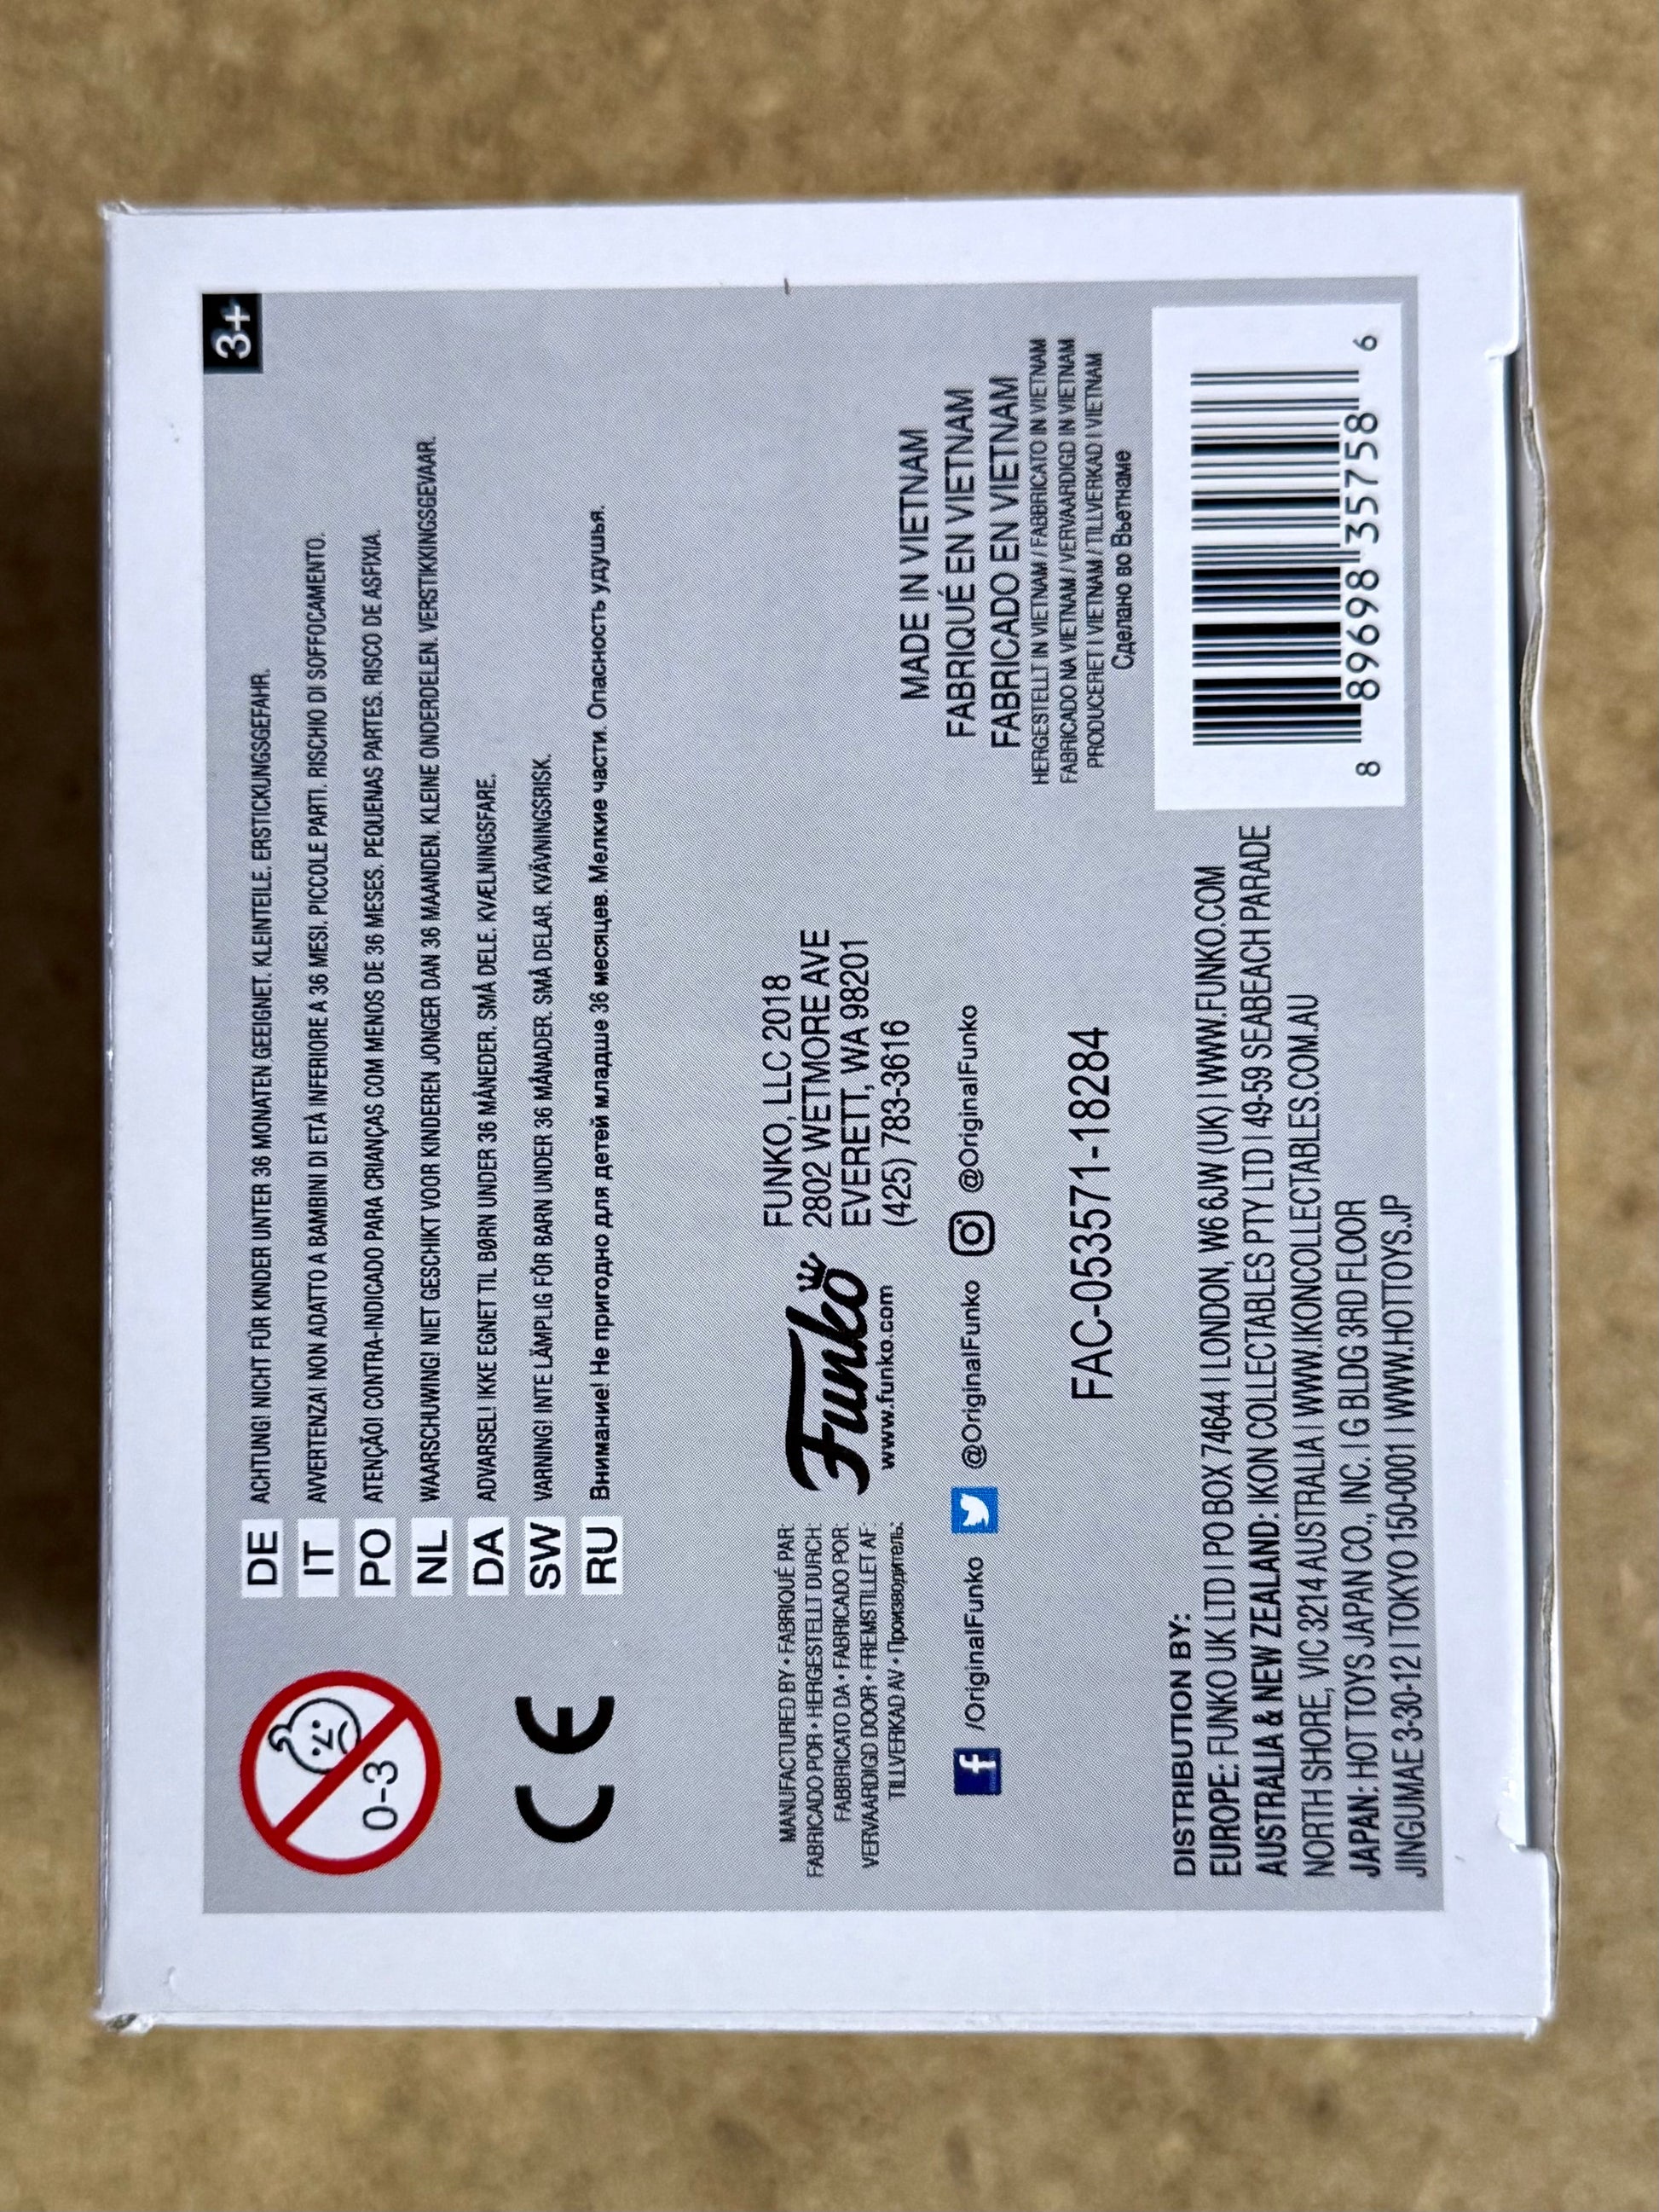 3+
0-3
DE ACHTUNG! NICHT FÜR KINDER UNTER 36 MONATEN GEEIGNET. KLEINTEILE. ERSTICKUNGSGEFAHR.
IT AVVERTENZA! NON ADATTO A BAMBINI DI ETÀ INFERIORE A 36 MESI. PICCOLE PARTI. RISCHIO DI SOFFOCAMENTO.
PO ATENÇÃO! CONTRA-INDICADO PARA CRIANÇAS COM MENOS DE 36 MESES. PEQUENAS PARTES. RISCO DE ASFIXIA.
NL WAARSCHUWING! NIET GESCHIKT VOOR KINDEREN JONGER DAN 36 MAANDEN. KLEINE ONDERDELEN. VERSTIKKINGSGEVAAR.
DA ADVARSEL! IKKE EGNET TIL BØRN UNDER 36 MÅNEDER. SMÅ DELE. KVÆLNINGSFARE.
SW VARNING! INTE LÄMPLIG FÖR BARN UNDER 36 MÅNADER. SMÅ DELAR. KVÄVNINGSRISK.
RU Внимание! Не пригодно для детей младше 36 месяцев. Мелкие части. Опасность удушья.
CE
MANUFACTURED BY • FABRIQUÉ PAR:
FABRICADO POR • HERGESTELLT DURCH:
FABBRICATO DA • FABRICADO POR:
VERVAARDIGD DOOR • FREMSTILLET AF:
TILLVERKAD AV • Производитель:
Funko
www.funko.com
FUNKO, LLC 2018
2802 WETMORE AVE
EVERETT, WA 98201
(425) 783-3616
/OriginalFunko @OriginalFunko @OriginalFunko
FAC-053571-18284
MADE IN VIETNAM
FABRIQUÉ EN VIETNAM
FABRICADO EN VIETNAM
HERGESTELLT IN VIETNAM / FABBRICATO IN VIETNAM
FABRICADO NA VIETNAM / VERVAARDIGD IN VIETNAM
PRODUCERET I VIETNAM / TILLVERKAD I VIETNAM
Сделано во Вьетнаме
DISTRIBUTION BY:
EUROPE: FUNKO UK LTD | PO BOX 74644 | LONDON, W6 6JW (UK) | WWW.FUNKO.COM
AUSTRALIA & NEW ZEALAND: IKON COLLECTABLES PTY LTD | 49-59 SEABEACH PARADE
NORTH SHORE, VIC 3214 AUSTRALIA | WWW.IKONCOLLECTABLES.COM.AU
JAPAN: HOT TOYS JAPAN CO., INC. | G BLDG 3RD FLOOR
JINGUMAE 3-30-12 | TOKYO 150-0001 | WWW.HOTTOYS.JP
8 89698 35758 6